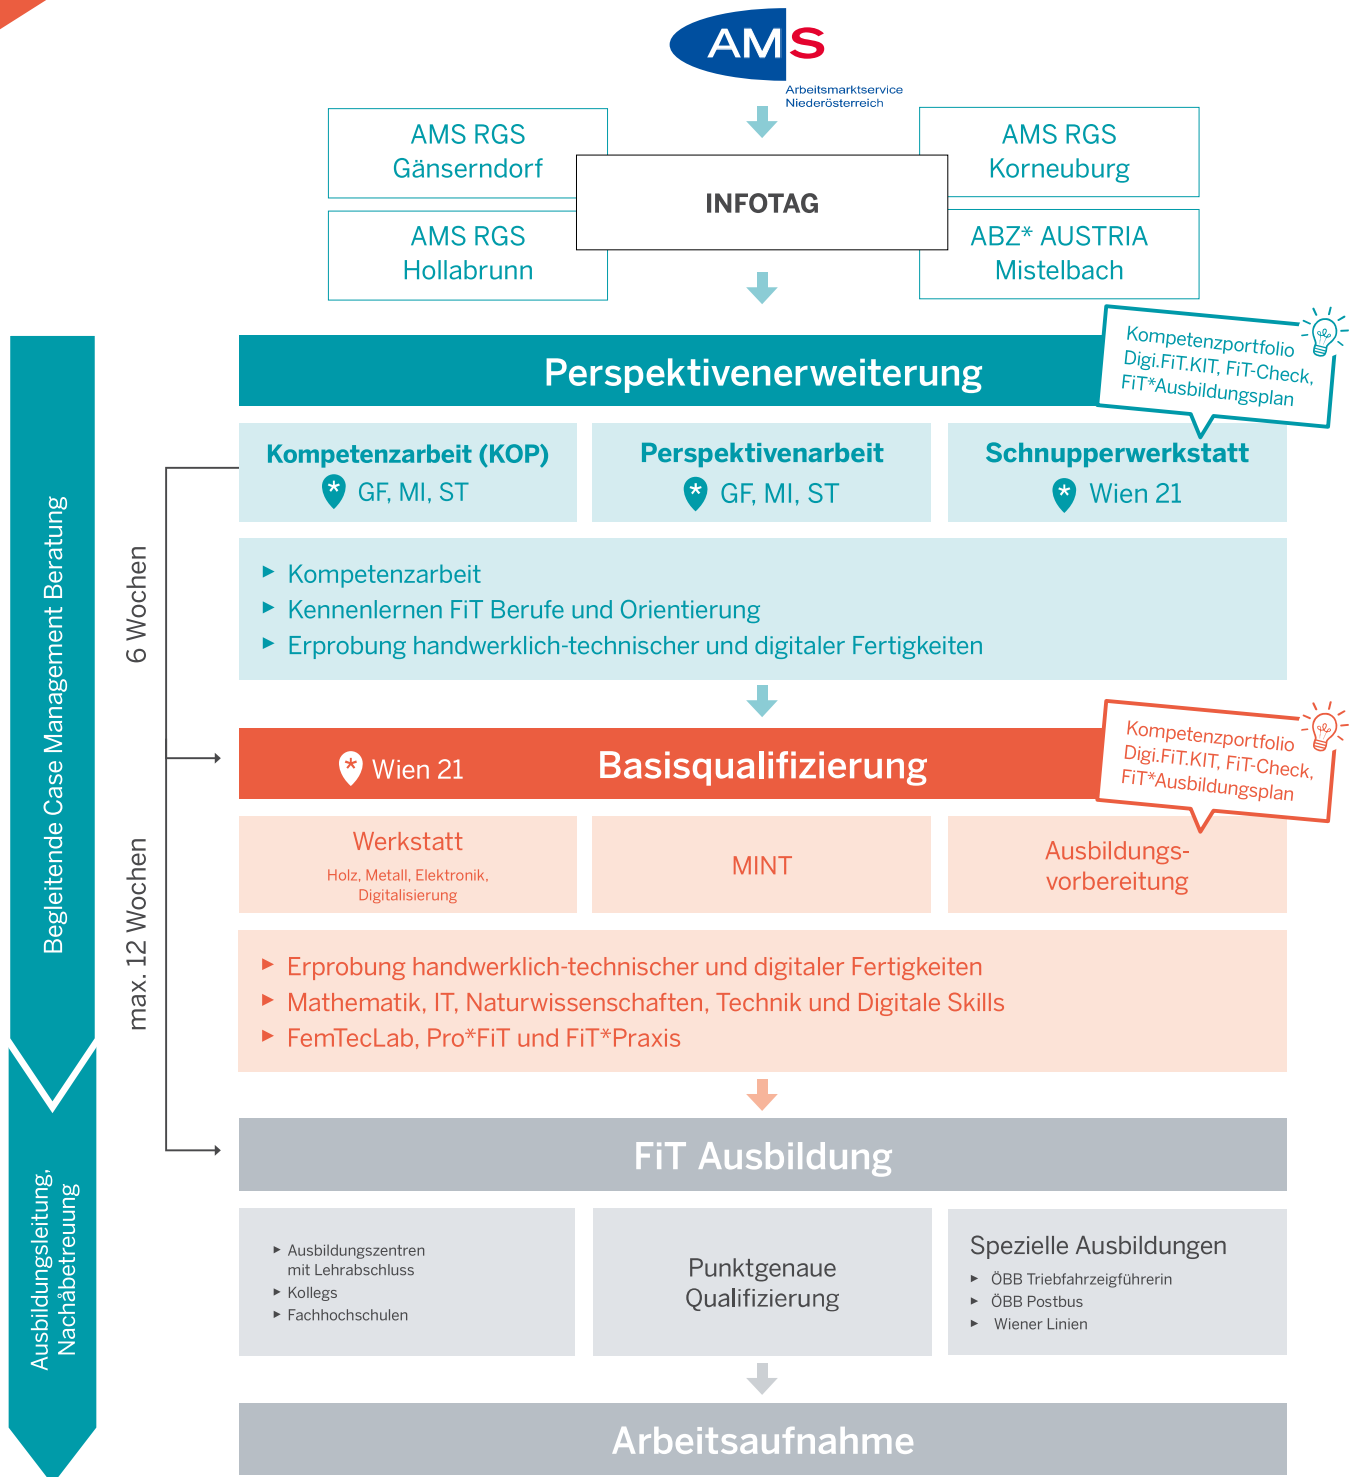 AMS
Arbeitsmarktservice
Niederösterreich
AMS RGS
Gänserndorf
AMS RGS
Korneuburg
INFOTAG
AMS RGS
Hollabrunn
ABZ* AUSTRIA
Mistelbach
Perspektivenerweiterung
Kompetenzportfolio
Digi.FiT.KIT, FiT-Check,
FiT*Ausbildungsplan
Kompetenzarbeit (KOP)
* GF, MI, ST
Perspektivenarbeit
* GF, MI, ST
Schnupperwerkstatt
* Wien 21
► Kompetenzarbeit
► Kennenlernen FiT Berufe und Orientierung
► Erprobung handwerklich-technischer und digitaler Fertigkeiten
Begleitende Case Management Beratung
6 Wochen
max. 12 Wochen
* Wien 21
Basisqualifizierung
Kompetenzportfolio
Digi.FiT.KIT, FiT-Check,
FiT*Ausbildungsplan
Werkstatt
Holz, Metall, Elektronik,
Digitalisierung
MINT
Ausbildungs-
vorbereitung
► Erprobung handwerklich-technischer und digitaler Fertigkeiten
► Mathematik, IT, Naturwissenschaften, Technik und Digitale Skills
► FemTecLab, Pro*FiT und FiT*Praxis
Ausbildungsleitung,
Nachåbetreuung
FiT Ausbildung
► Ausbildungszentren
mit Lehrabschluss
► Kollegs
► Fachhochschulen
Punktgenaue
Qualifizierung
Spezielle Ausbildungen
► ÖBB Triebfahrzeigführerin
► ÖBB Postbus
► Wiener Linien
Arbeitsaufnahme